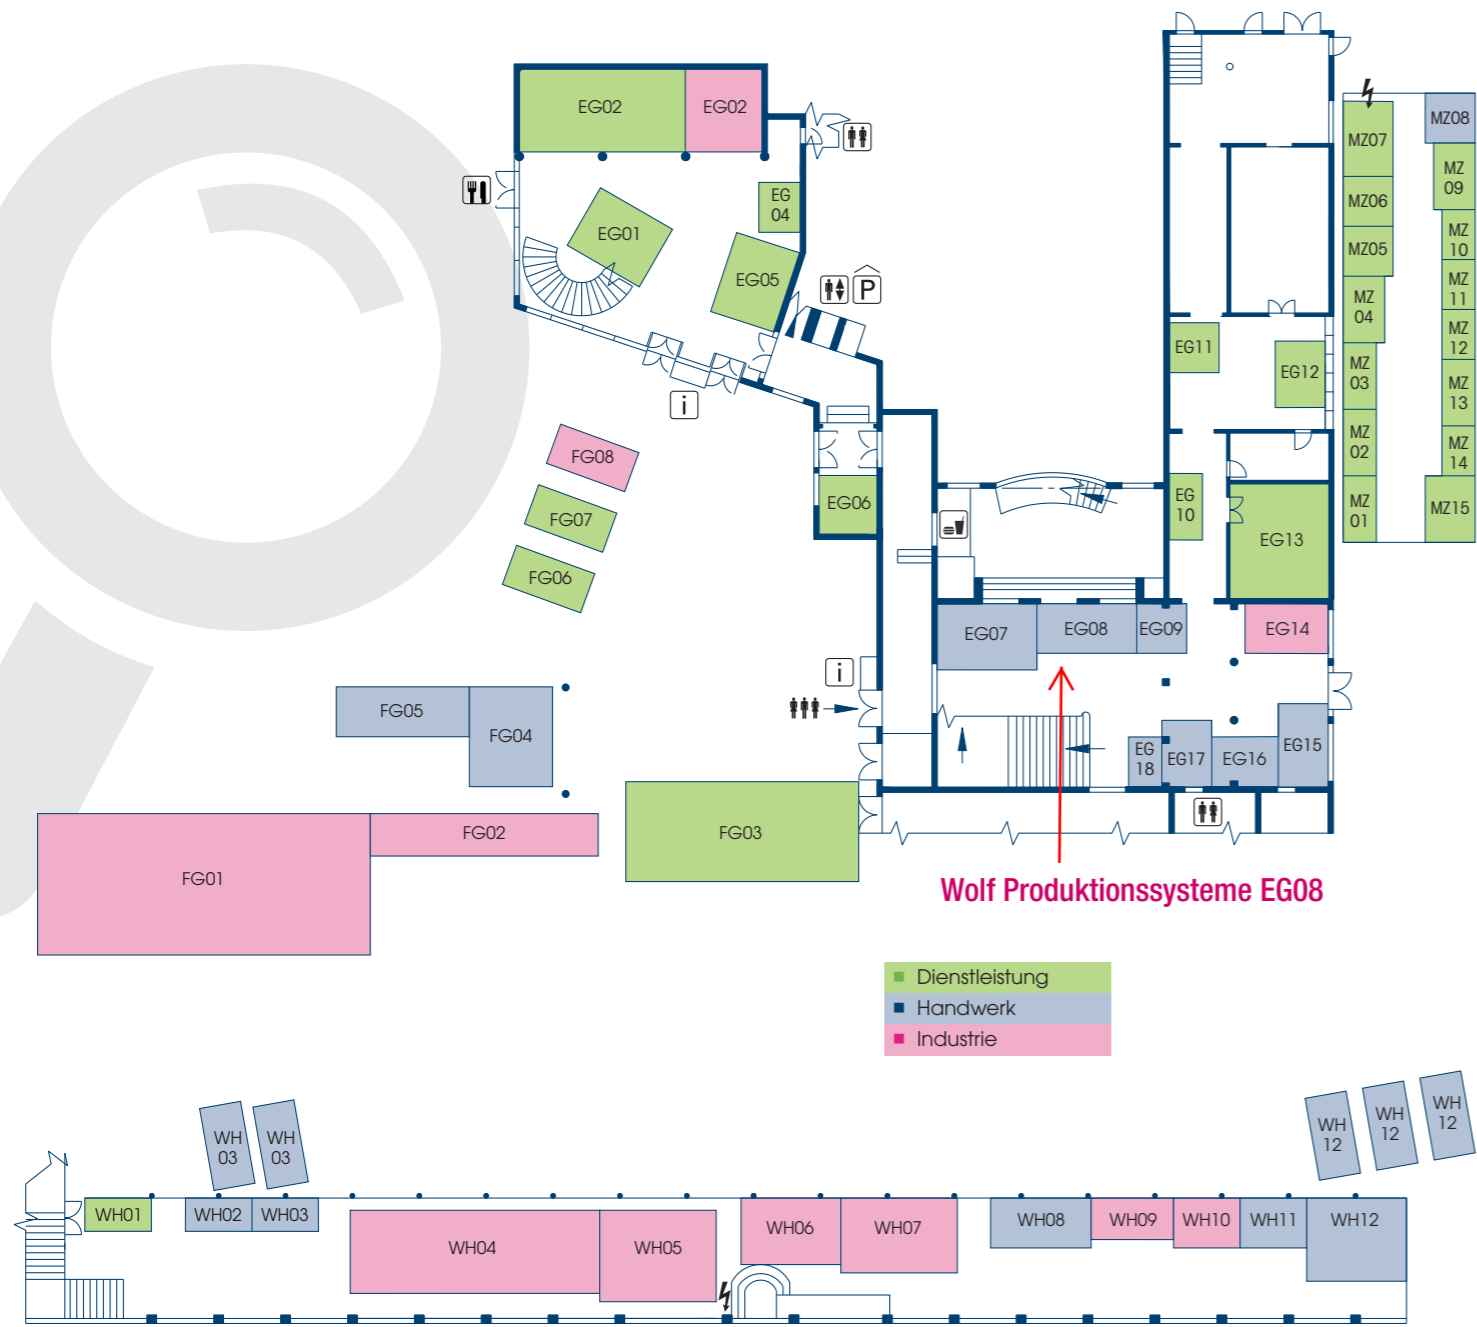 EG02
EG02
EG
04
EG01
EG05
P
i
MZ07
MZ08
MZ
09
MZ06
MZ
10
MZ05
MZ
11
MZ
04
MZ
12
MZ
03
MZ
13
MZ
02
MZ
14
MZ
01
MZ15
EG11
EG12
FG08
FG07
FG06
EG06
EG
10
EG13
EG07
EG08
EG09
EG14
i
FG05
FG04
EG
18
EG17
EG16
EG15
FG02
FG03
FG01
Wolf Produktionssysteme EG08
Dienstleistung
Handwerk
Industrie
WH
03
WH
03
WH
12
WH
12
WH
12
WH01
WH02
WH03
WH04
WH05
WH06
WH07
WH08
WH09
WH10
WH11
WH12